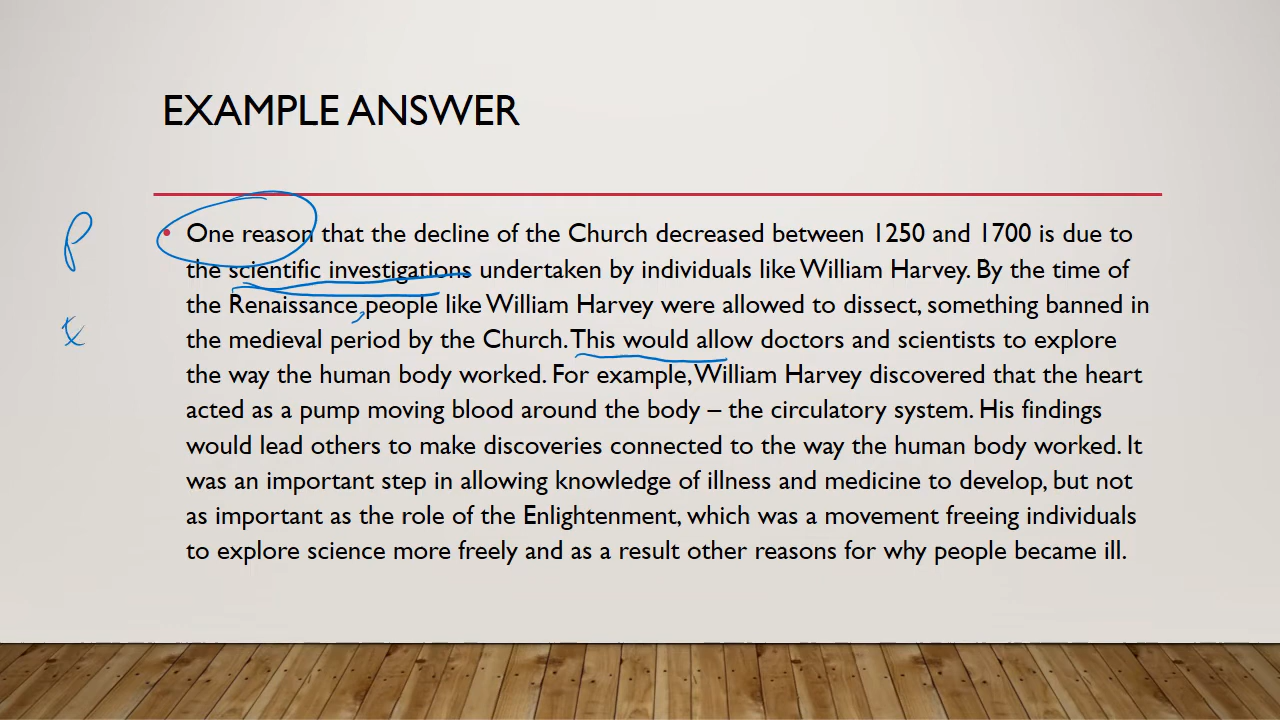 EXAMPLE ANSWER
• One reason that the decline of the Church decreased between 1250 and 1700 is due to
the scientific investigations undertaken by individuals like William Harvey. By the time of
the Renaissance, people like William Harvey were allowed to dissect, something banned in
the medieval period by the Church. This would allow doctors and scientists to explore
the way the human body worked. For example, William Harvey discovered that the heart
acted as a pump moving blood around the body – the circulatory system. His findings
would lead others to make discoveries connected to the way the human body worked. It
was an important step in allowing knowledge of illness and medicine to develop, but not
as important as the role of the Enlightenment, which was a movement freeing individuals
to explore science more freely and as a result other reasons for why people became ill.